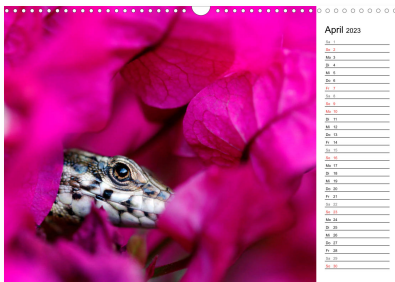 April 2023
Sa 1
So 2
Mo 3
Di 4
Mi 5
Do 6
Fr 7
Sa 8
So 9
Mo 10
Di 11
Mi 12
Do 13
Fr 14
Sa 15
So 16
Mo 17
Di 18
Mi 19
Do 20
Fr 21
Sa 22
So 23
Mo 24
Di 25
Mi 26
Do 27
Fr 28
Sa 29
So 30